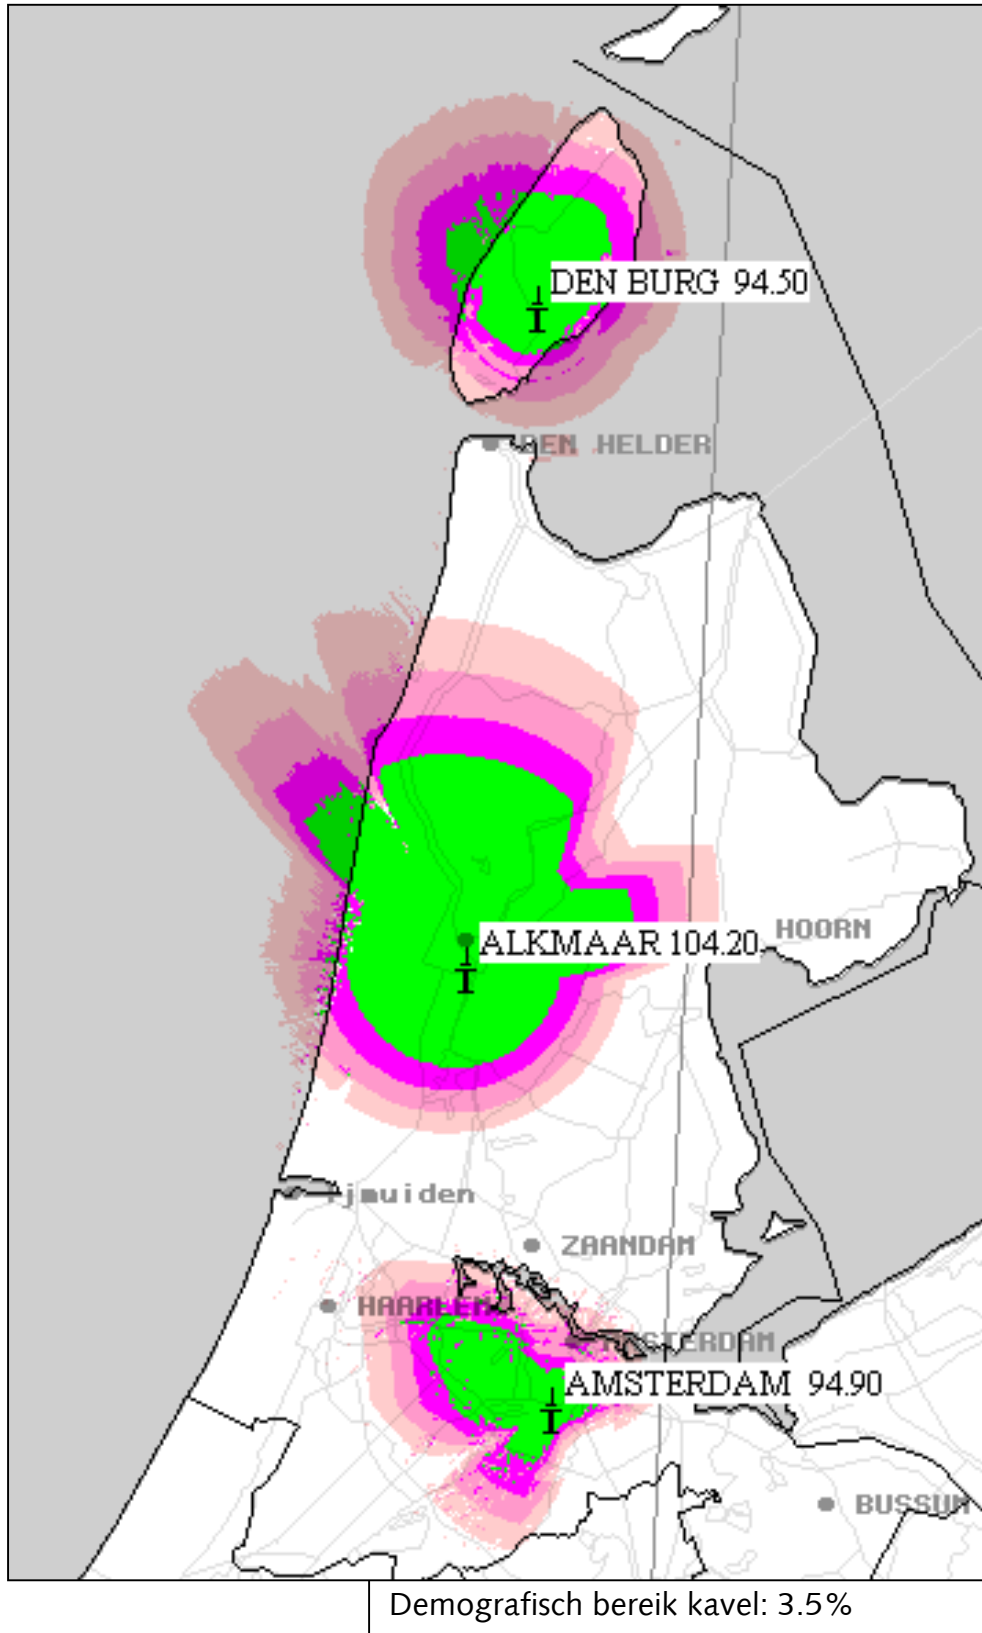 DEN BURG 94.50
DEN HELDER
HOORN
ALKMAAR 104.20
Ijmuiden
ZAANDAM
HAARLEM
AMSTERDAM
AMSTERDAM 94.90
BUSSUM
Demografisch bereik kavel: 3.5%